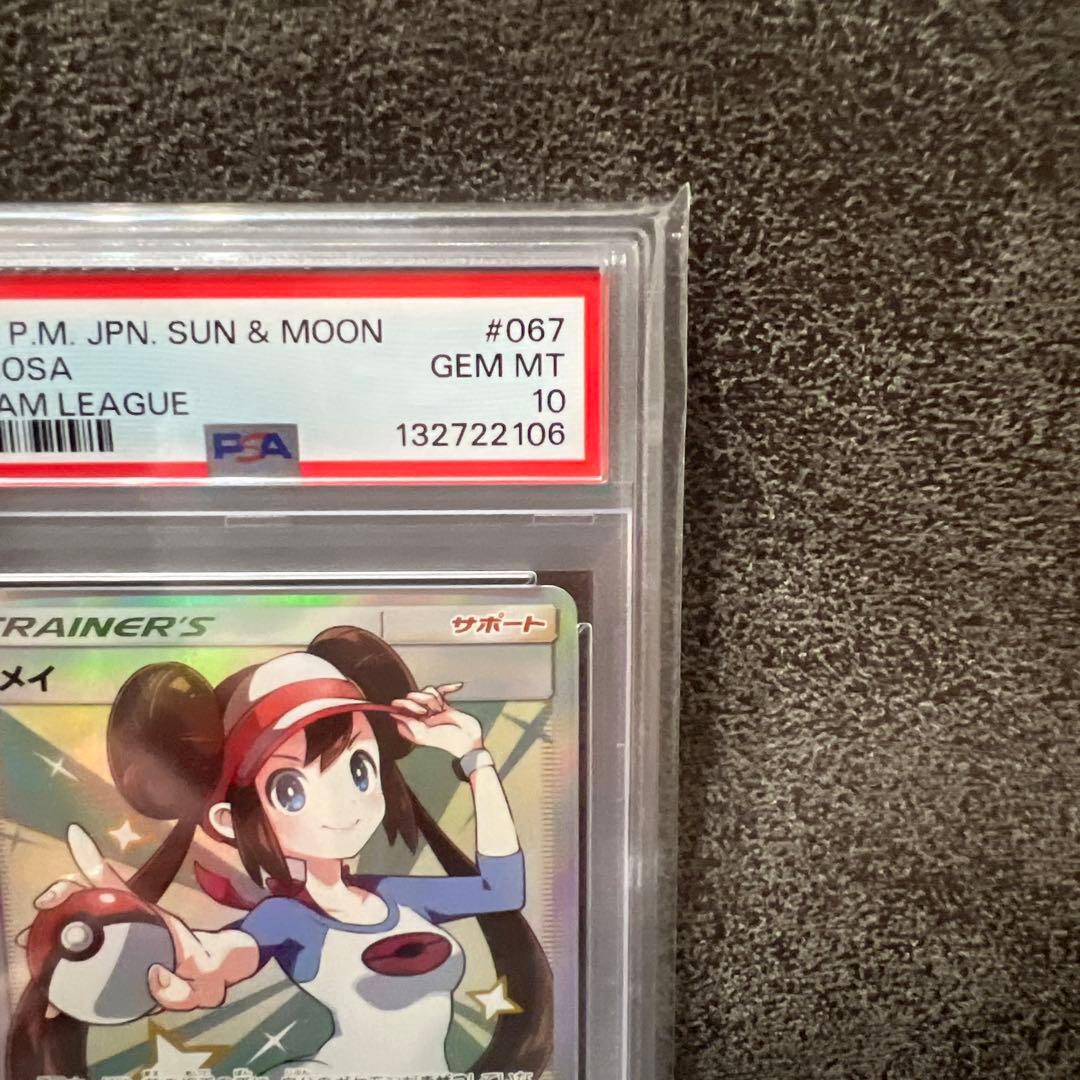 P.M. JPN. SUN & MOON #067
OSA GEM MT
AM LEAGUE 10
PSA 132722106
TRAINER'S サポート
メイ